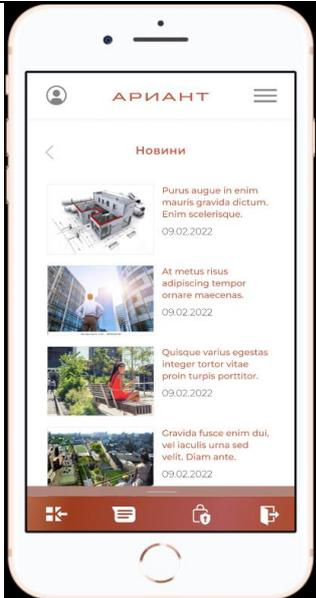 АРИАНТ
Новини
Purus augue in enim
mauris gravida dictum.
Enim scelerisque.
09.02.2022
At metus risus
adipiscing tempor
ornare maecenas.
09.02.2022
Quisque varius egestas
integer tortor vitae
proin turpis porttitor.
09.02.2022
Gravida fusce enim dui,
vel iaculis urna sed
velit. Diam ante.
09.02.2022